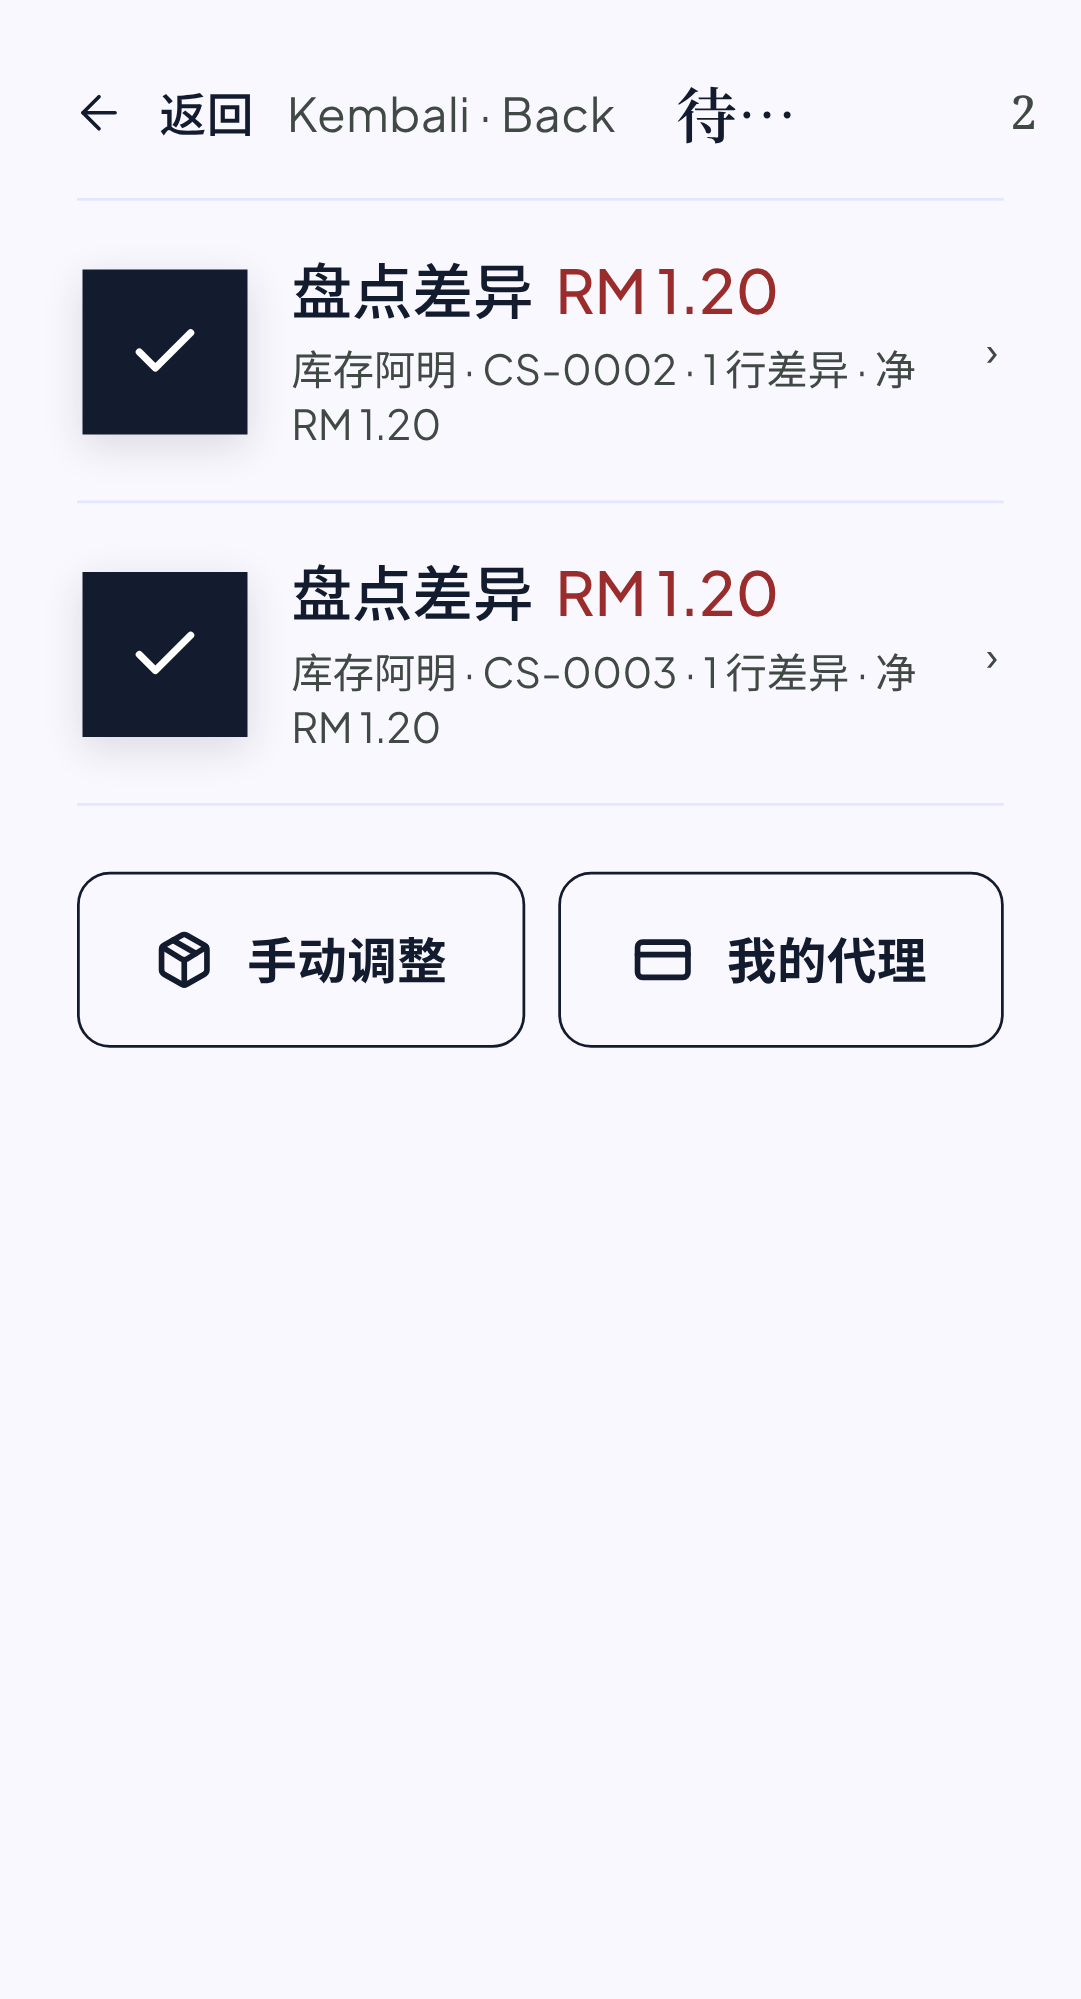 返回 Kembali · Back 待… 2
盘点差异 RM 1.20
库存阿明 · CS-0002 · 1 行差异 · 净
RM 1.20
›
盘点差异 RM 1.20
库存阿明 · CS-0003 · 1 行差异 · 净
RM 1.20
›
手动调整 我的代理